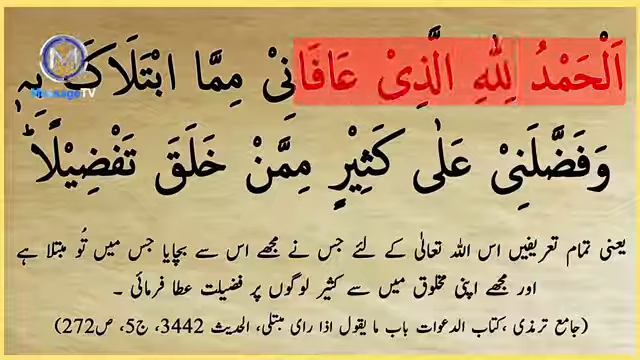 اَلْحَمْدُ لِلّٰهِ الَّذِیْ عَافَانِیْ مِمَّا ابْتَلَاکَ بِهٖ
وَفَضَّلَنِیْ عَلٰی کَثِیْرٍ مِمَّنْ خَلَقَ تَفْضِیْلًا ؕ
یعنی تمام تعریفیں اس اللہ تعالیٰ کے لئے جس نے مجھے اس سے بچایا جس میں تُو مبتلا ہے
اور مجھے اپنی مخلوق میں سے کثیر لوگوں پر فضیلت عطا فرمائی ۔
(جامع ترمذی ،کتاب الدعوات باب ما یقول اذا رای مبتلی، الحدیث 3442، ج5، ص272)